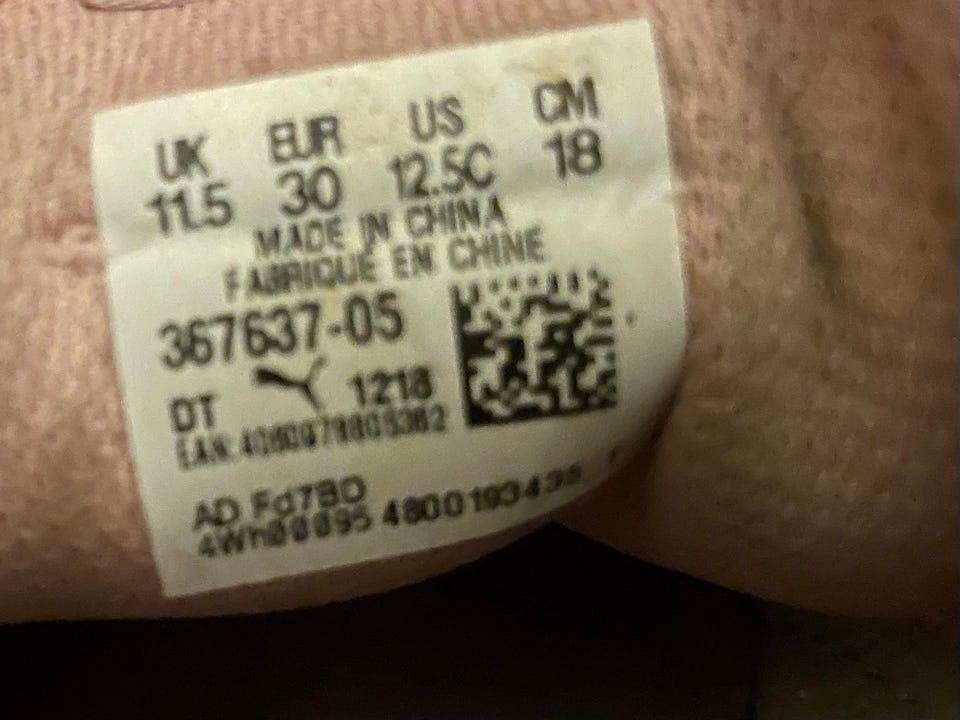 UK EUR US CM
11.5 30 12.5C 18
MADE IN CHINA
FABRIQUE EN CHINE
367637-05
DT 1218
EAN:
AD Fd7BO